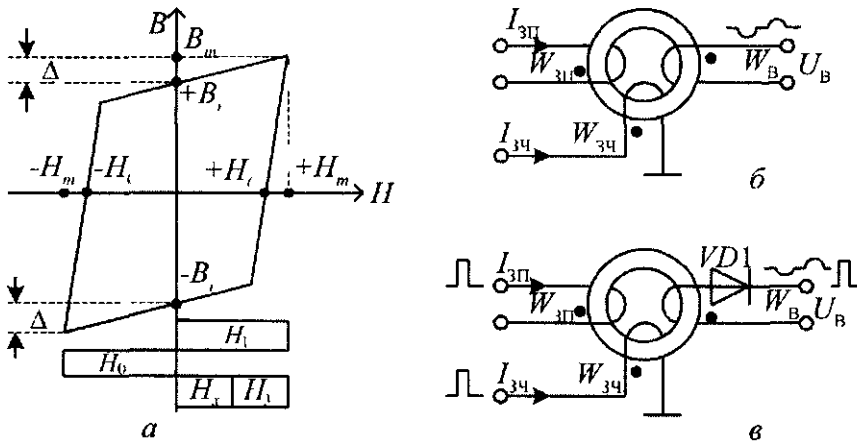 B
B_m
Δ
+B_r
-H_m
-H_c
+H_c
+H_m
H
-B_r
Δ
H_1
H_0
H_x
H_x
а
I_ЗП
W_ЗП
W_В
U_В
I_ЗЧ
W_ЗЧ
б
I_ЗП
W_ЗП
VD1
W_В
U_В
I_ЗЧ
W_ЗЧ
в